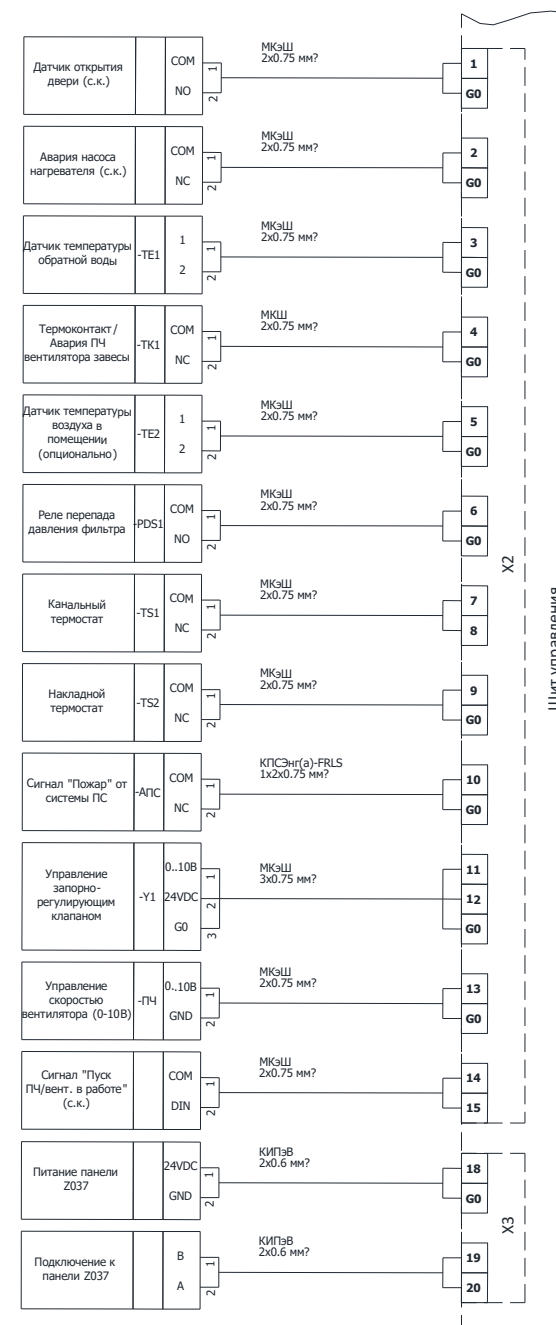 Датчик открытия
двери (с.к.)
COM
NO
1
2
МКэШ
2x0.75 мм?
1
G0
Авария насоса
нагревателя (с.к.)
COM
NC
1
2
МКэШ
2x0.75 мм?
2
G0
Датчик температуры
обратной воды
-TE1
1
2
1
2
МКэШ
2x0.75 мм?
3
G0
Термоконтакт/
Авария ПЧ
вентилятора завесы
-TK1
COM
NC
1
2
МКШ
2x0.75 мм?
4
G0
Датчик температуры
воздуха в
помещении
(опционально)
-TE2
1
2
1
2
МКэШ
2x0.75 мм?
5
G0
Реле перепада
давления фильтра
-PDS1
COM
NO
1
2
МКэШ
2x0.75 мм?
6
G0
Канальный
термостат
-TS1
COM
NC
1
2
МКэШ
2x0.75 мм?
7
8
Накладной
термостат
-TS2
COM
NC
1
2
МКэШ
2x0.75 мм?
9
G0
Сигнал "Пожар" от
системы ПС
-АПС
COM
NC
1
2
КПСЭнг(а)-FRLS
1x2x0.75 мм?
10
G0
Управление
запорно-
регулирующим
клапаном
-Y1
0..10В
24VDC
G0
1
2
3
МКэШ
3x0.75 мм?
11
12
G0
Управление
скоростью
вентилятора (0-10В)
-ПЧ
0..10В
GND
1
2
МКэШ
2x0.75 мм?
13
G0
Сигнал "Пуск
ПЧ/вент. в работе"
(с.к.)
COM
DIN
1
2
МКэШ
2x0.75 мм?
14
15
X2
Щит управления
Питание панели
Z037
24VDC
GND
1
2
КИПэВ
2x0.6 мм?
18
G0
Подключение к
панели Z037
B
A
1
2
КИПэВ
2x0.6 мм?
19
20
X3